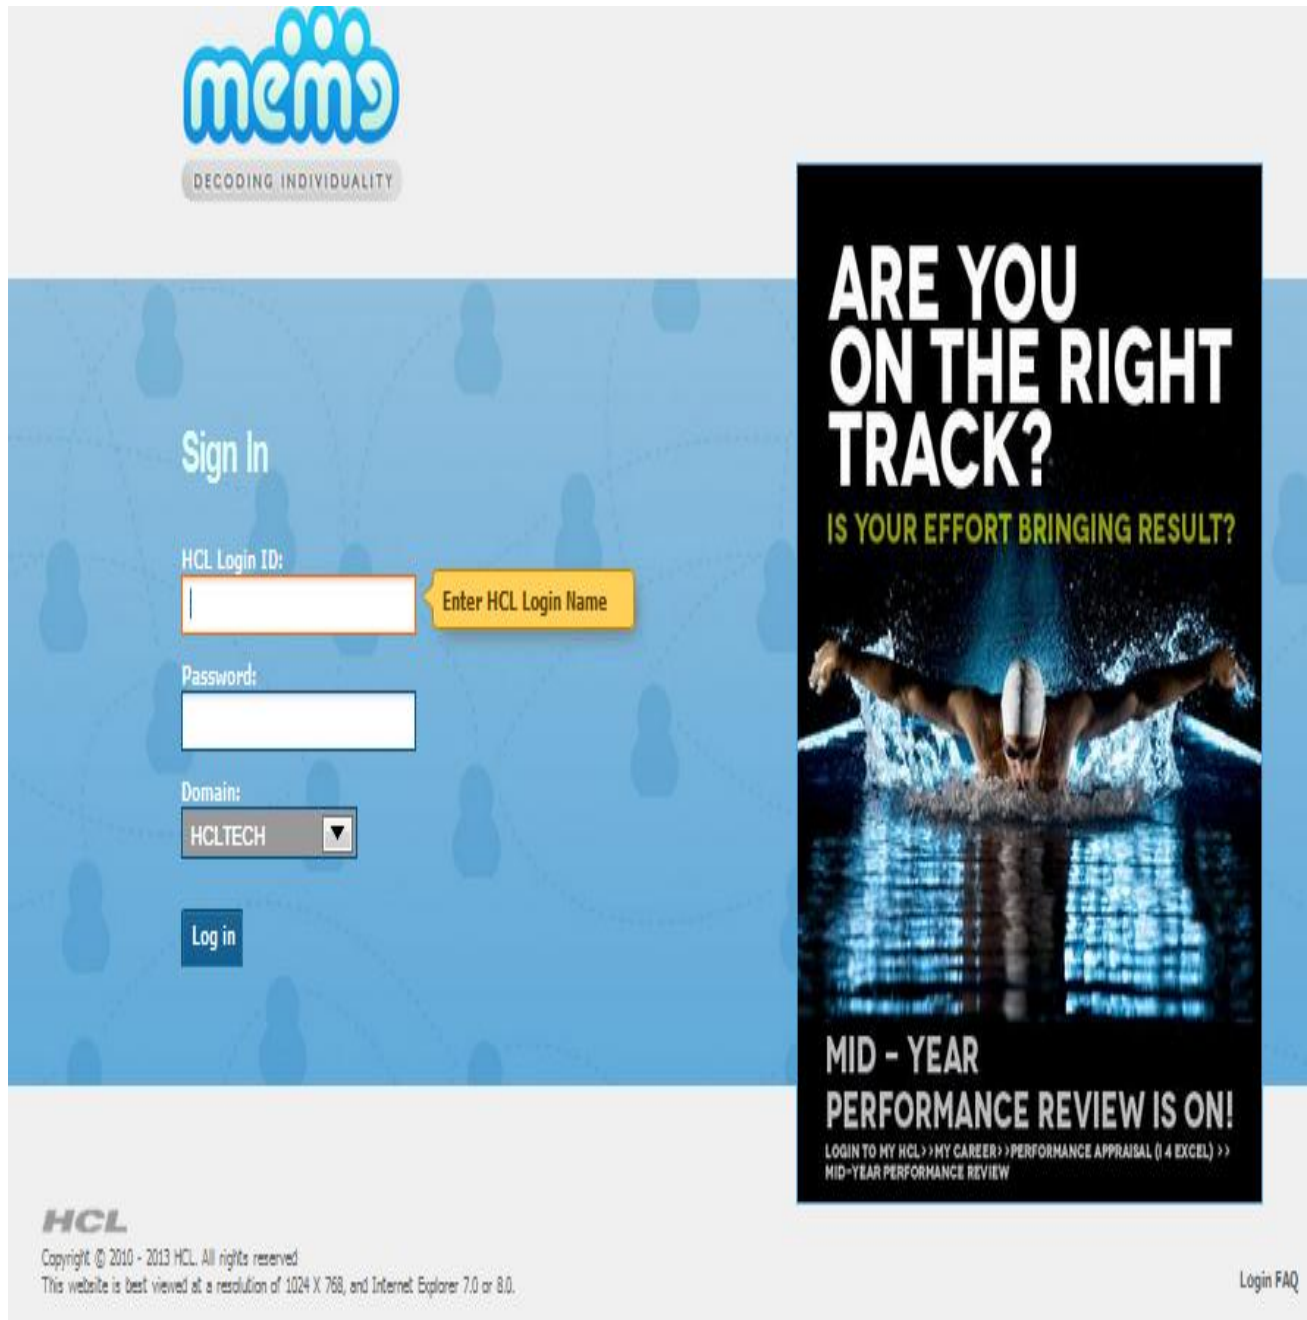 meme
DECODING INDIVIDUALITY
Sign In
HCL Login ID:
Enter HCL Login Name
Password:
Domain:
HCLTECH
Log in
ARE YOU
ON THE RIGHT
TRACK?
IS YOUR EFFORT BRINGING RESULT?
MID - YEAR
PERFORMANCE REVIEW IS ON!
LOGIN TO MY HCL>>MY CAREER>>PERFORMANCE APPRAISAL (I 4 EXCEL) >>
MID-YEAR PERFORMANCE REVIEW
HCL
Copyright © 2010 - 2013 HCL. All rights reserved
This website is best viewed at a resolution of 1024 X 768, and Internet Explorer 7.0 or 8.0.
Login FAQ